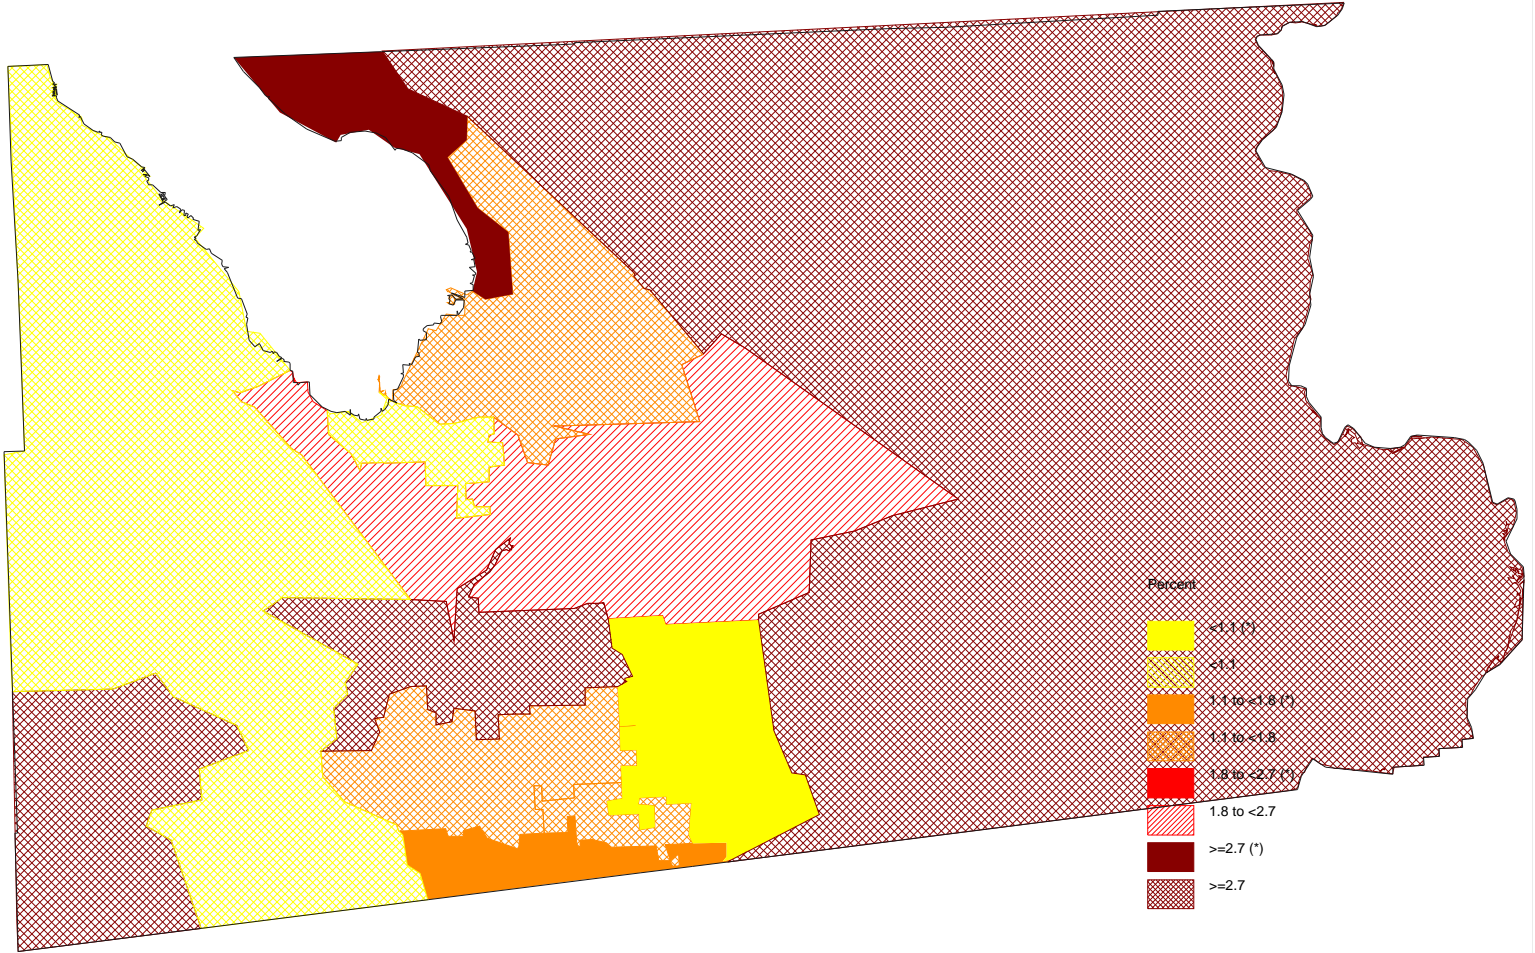 Percent
<1.1 (*)
<1.1
1.1 to <1.8 (*)
1.1 to <1.8
1.8 to <2.7 (*)
1.8 to <2.7
>=2.7 (*)
>=2.7